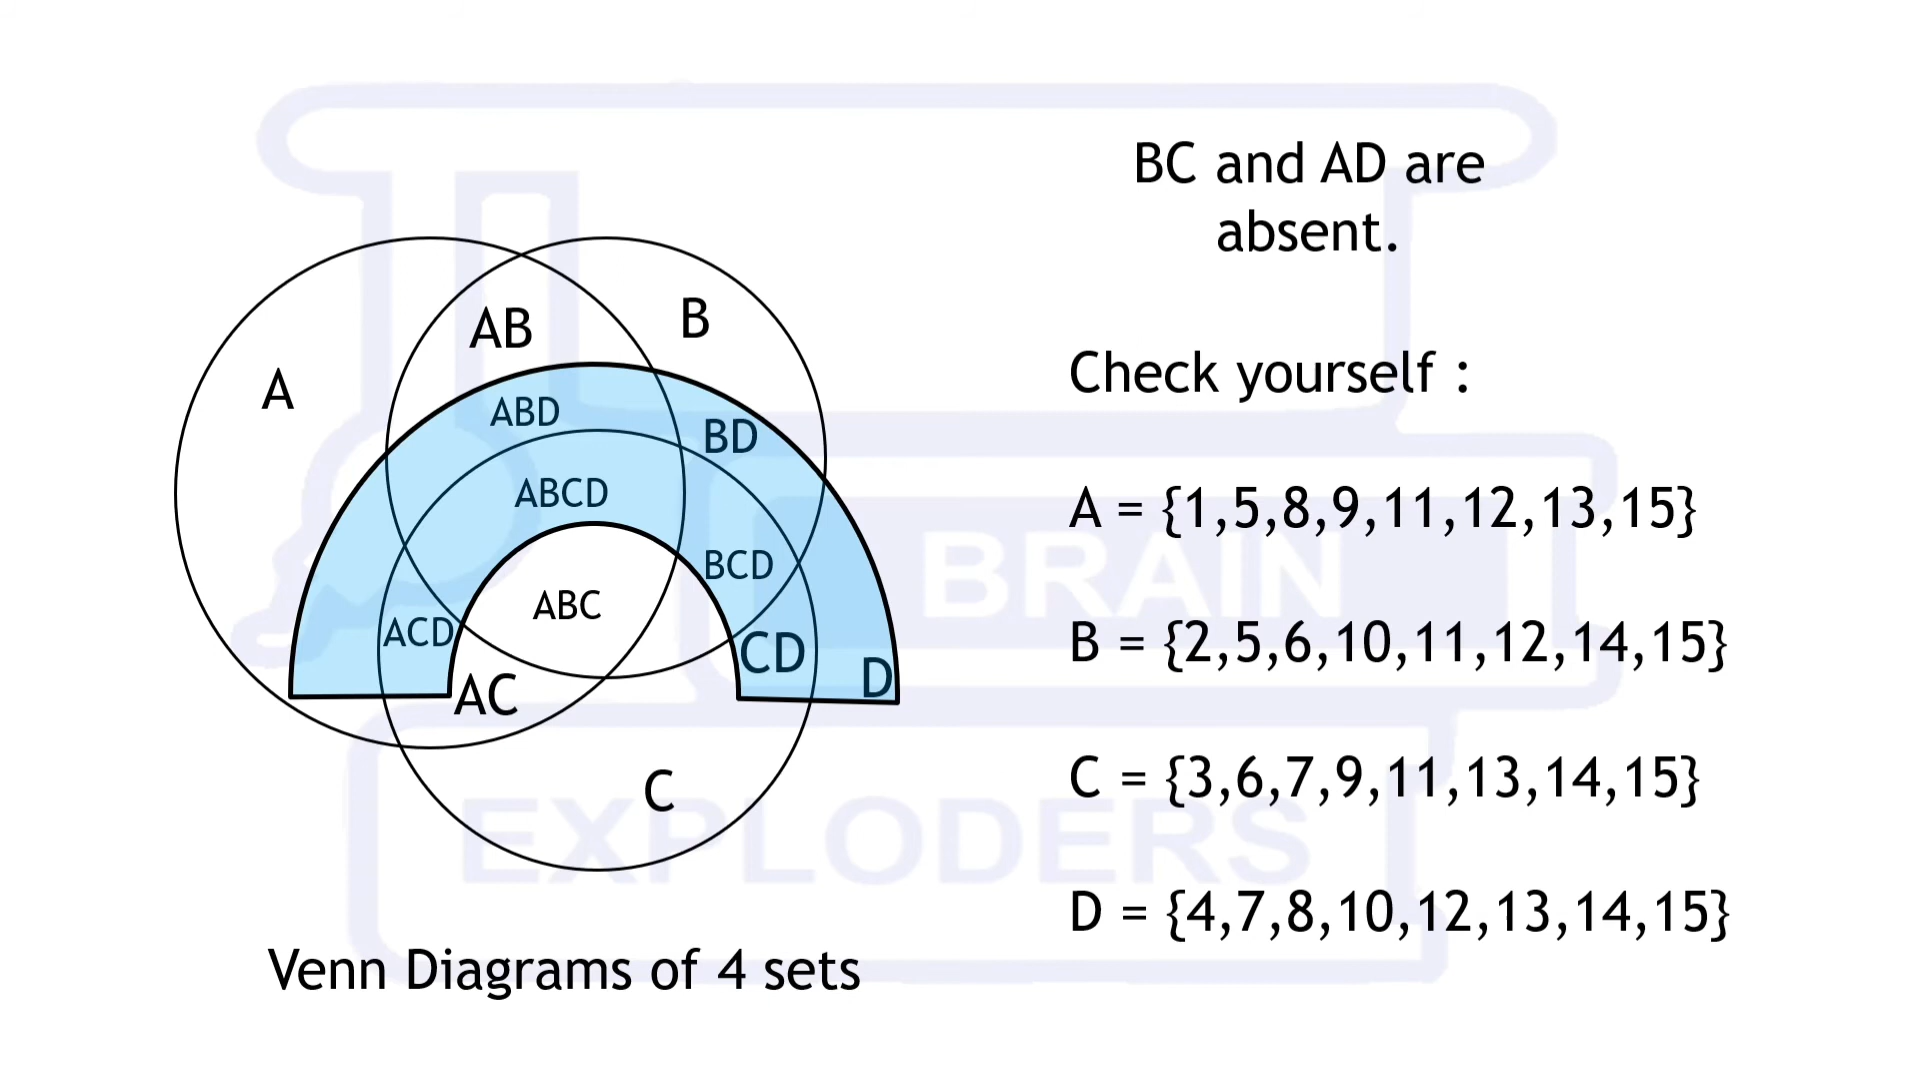 BC and AD are
absent.
Check yourself :
A
AB
B
ABD
BD
ABCD
BCD
ABC
ACD
CD
D
AC
C
A = {1,5,8,9,11,12,13,15}
B = {2,5,6,10,11,12,14,15}
C = {3,6,7,9,11,13,14,15}
D = {4,7,8,10,12,13,14,15}
BRAIN
EXPLODERS
Venn Diagrams of 4 sets